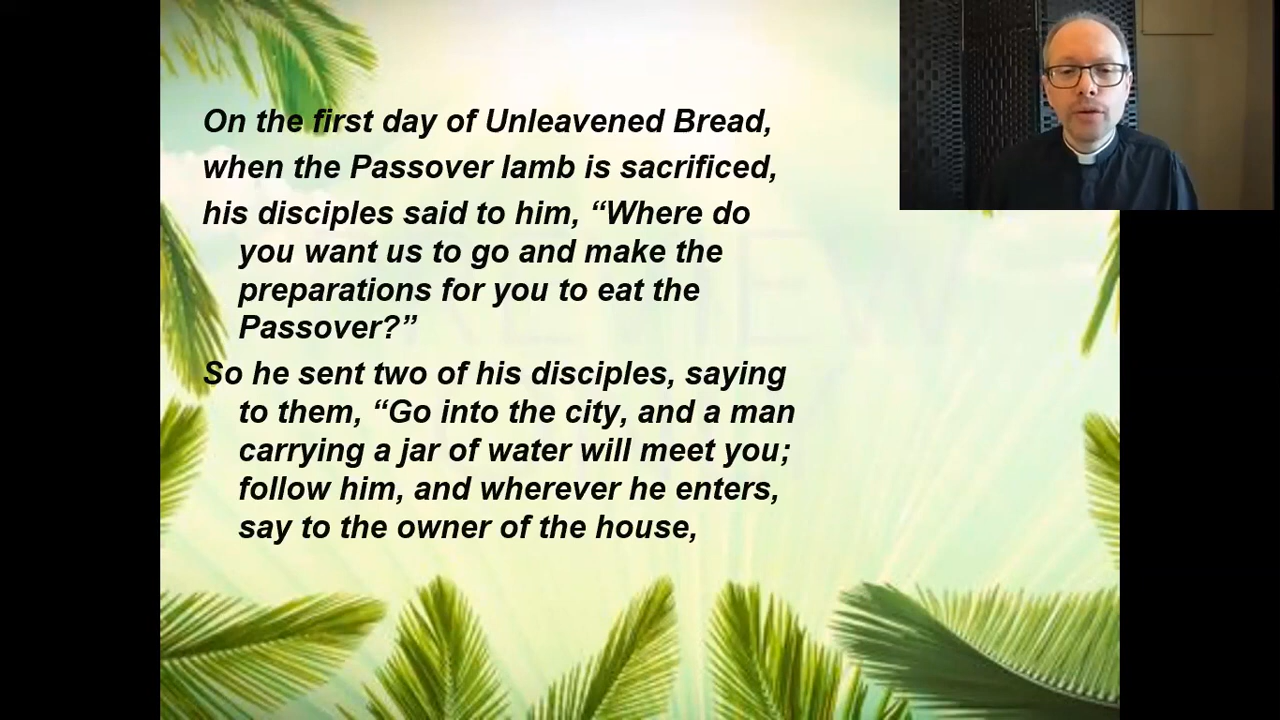 On the first day of Unleavened Bread,
when the Passover lamb is sacrificed,
his disciples said to him, “Where do
you want us to go and make the
preparations for you to eat the
Passover?”
So he sent two of his disciples, saying
to them, “Go into the city, and a man
carrying a jar of water will meet you;
follow him, and wherever he enters,
say to the owner of the house,